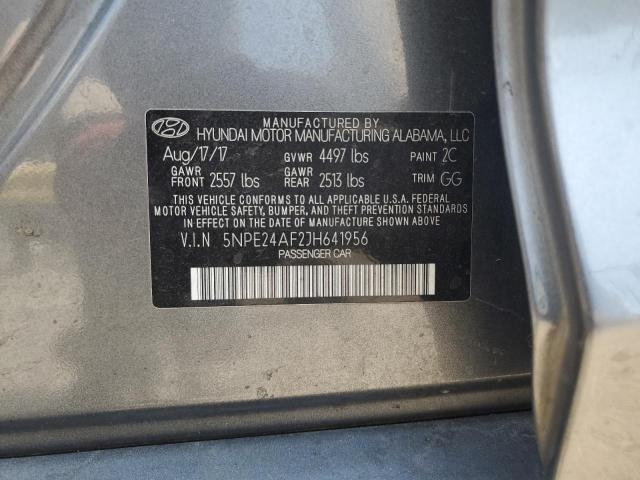 MANUFACTURED BY
HYUNDAI MOTOR MANUFACTURING ALABAMA, LLC
Aug/17/17 GVWR 4497 lbs PAINT 2C
GAWR FRONT 2557 lbs GAWR REAR 2513 lbs TRIM GG
THIS VEHICLE CONFORMS TO ALL APPLICABLE U.S.A. FEDERAL
MOTOR VEHICLE SAFETY, BUMPER, AND THEFT PREVENTION
STANDARDS IN EFFECT ON THE DATE OF MANUFACTURE SHOWN ABOVE
V.I.N 5NPE24AF2JH641956
PASSENGER CAR